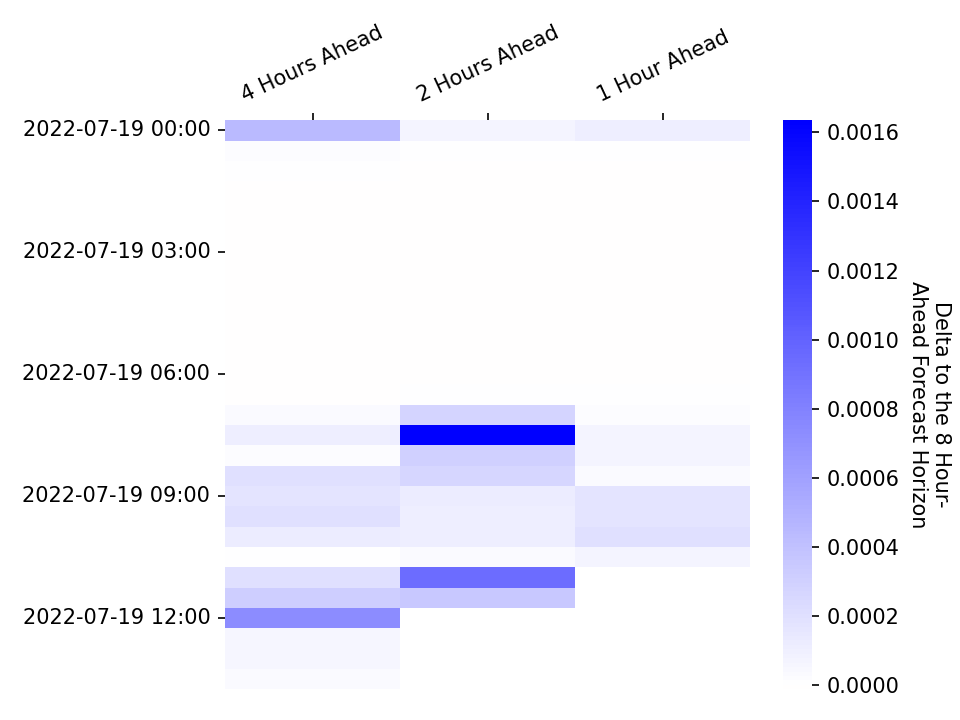 4 Hours Ahead
2 Hours Ahead
1 Hour Ahead
2022-07-19 00:00
2022-07-19 03:00
2022-07-19 06:00
2022-07-19 09:00
2022-07-19 12:00
0.0016
0.0014
0.0012
0.0010
0.0008
0.0006
0.0004
0.0002
0.0000
Delta to the 8 Hour-
Ahead Forecast Horizon